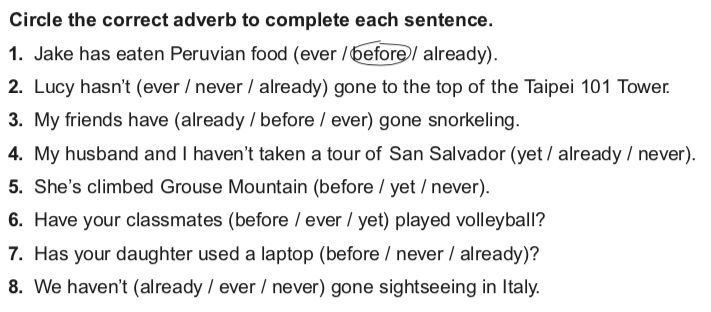 Circle the correct adverb to complete each sentence.
1. Jake has eaten Peruvian food (ever / before / already).
2. Lucy hasn't (ever / never / already) gone to the top of the Taipei 101 Tower.
3. My friends have (already / before / ever) gone snorkeling.
4. My husband and I haven't taken a tour of San Salvador (yet / already / never).
5. She's climbed Grouse Mountain (before / yet / never).
6. Have your classmates (before / ever / yet) played volleyball?
7. Has your daughter used a laptop (before / never / already)?
8. We haven't (already / ever / never) gone sightseeing in Italy.